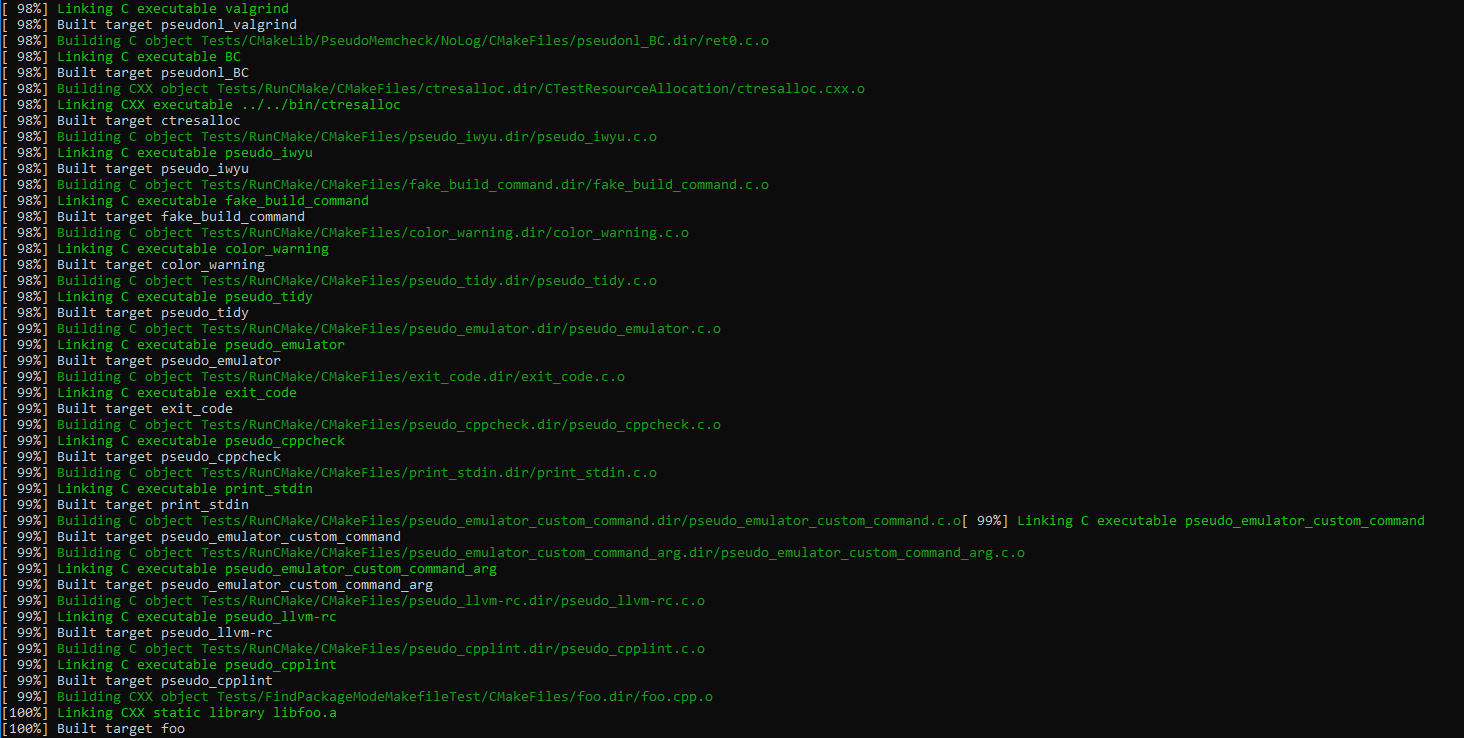 [ 98%] Linking C executable valgrind
[ 98%] Built target pseudonl_valgrind
[ 98%] Building C object Tests/CMakeLib/PseudoMemcheck/NoLog/CMakeFiles/pseudonl_BC.dir/ret0.c.o
[ 98%] Linking C executable BC
[ 98%] Built target pseudonl_BC
[ 98%] Building CXX object Tests/RunCMake/CMakeFiles/ctresalloc.dir/CTestResourceAllocation/ctresalloc.cxx.o
[ 98%] Linking CXX executable ../../bin/ctresalloc
[ 98%] Built target ctresalloc
[ 98%] Building C object Tests/RunCMake/CMakeFiles/pseudo_iwyu.dir/pseudo_iwyu.c.o
[ 98%] Linking C executable pseudo_iwyu
[ 98%] Built target pseudo_iwyu
[ 98%] Building C object Tests/RunCMake/CMakeFiles/fake_build_command.dir/fake_build_command.c.o
[ 98%] Linking C executable fake_build_command
[ 98%] Built target fake_build_command
[ 98%] Building C object Tests/RunCMake/CMakeFiles/color_warning.dir/color_warning.c.o
[ 98%] Linking C executable color_warning
[ 98%] Built target color_warning
[ 98%] Building C object Tests/RunCMake/CMakeFiles/pseudo_tidy.dir/pseudo_tidy.c.o
[ 98%] Linking C executable pseudo_tidy
[ 98%] Built target pseudo_tidy
[ 99%] Building C object Tests/RunCMake/CMakeFiles/pseudo_emulator.dir/pseudo_emulator.c.o
[ 99%] Linking C executable pseudo_emulator
[ 99%] Built target pseudo_emulator
[ 99%] Building C object Tests/RunCMake/CMakeFiles/exit_code.dir/exit_code.c.o
[ 99%] Linking C executable exit_code
[ 99%] Built target exit_code
[ 99%] Building C object Tests/RunCMake/CMakeFiles/pseudo_cppcheck.dir/pseudo_cppcheck.c.o
[ 99%] Linking C executable pseudo_cppcheck
[ 99%] Built target pseudo_cppcheck
[ 99%] Building C object Tests/RunCMake/CMakeFiles/print_stdin.dir/print_stdin.c.o
[ 99%] Linking C executable print_stdin
[ 99%] Built target print_stdin
[ 99%] Building C object Tests/RunCMake/CMakeFiles/pseudo_emulator_custom_command.dir/pseudo_emulator_custom_command.c.o[ 99%] Linking C executable pseudo_emulator_custom_command
[ 99%] Built target pseudo_emulator_custom_command
[ 99%] Building C object Tests/RunCMake/CMakeFiles/pseudo_emulator_custom_command_arg.dir/pseudo_emulator_custom_command_arg.c.o
[ 99%] Linking C executable pseudo_emulator_custom_command_arg
[ 99%] Built target pseudo_emulator_custom_command_arg
[ 99%] Building C object Tests/RunCMake/CMakeFiles/pseudo_llvm-rc.dir/pseudo_llvm-rc.c.o
[ 99%] Linking C executable pseudo_llvm-rc
[ 99%] Built target pseudo_llvm-rc
[ 99%] Building C object Tests/RunCMake/CMakeFiles/pseudo_cpplint.dir/pseudo_cpplint.c.o
[ 99%] Linking C executable pseudo_cpplint
[ 99%] Built target pseudo_cpplint
[ 99%] Building CXX object Tests/FindPackageModeMakefileTest/CMakeFiles/foo.dir/foo.cpp.o
[100%] Linking CXX static library libfoo.a
[100%] Built target foo